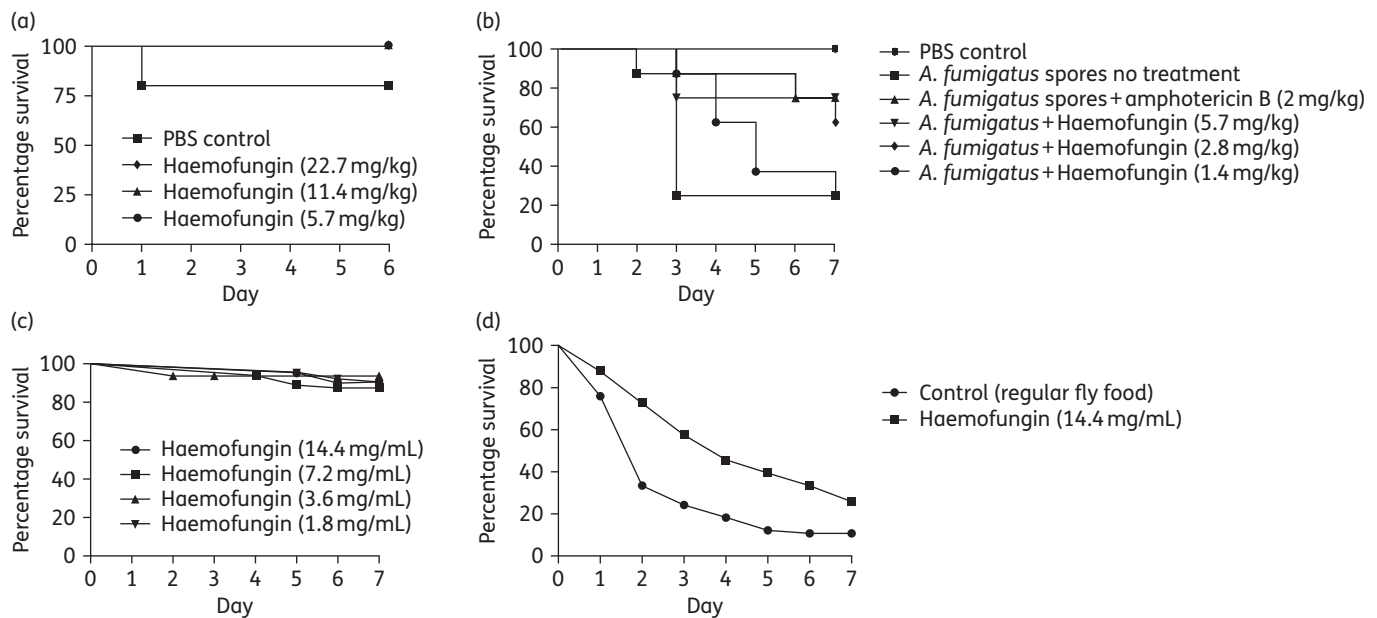 (a)
Percentage survival
100
75
50
25
0
0 1 2 3 4 5 6
Day
PBS control
Haemofungin (22.7 mg/kg)
Haemofungin (11.4 mg/kg)
Haemofungin (5.7 mg/kg)
(b)
Percentage survival
100
80
60
40
20
0
0 1 2 3 4 5 6 7
Day
PBS control
A. fumigatus spores no treatment
A. fumigatus spores + amphotericin B (2 mg/kg)
A. fumigatus + Haemofungin (5.7 mg/kg)
A. fumigatus + Haemofungin (2.8 mg/kg)
A. fumigatus + Haemofungin (1.4 mg/kg)
(c)
Percentage survival
100
80
60
40
20
0
0 1 2 3 4 5 6 7
Day
Haemofungin (14.4 mg/mL)
Haemofungin (7.2 mg/mL)
Haemofungin (3.6 mg/mL)
Haemofungin (1.8 mg/mL)
(d)
Percentage survival
100
80
60
40
20
0
0 1 2 3 4 5 6 7
Day
Control (regular fly food)
Haemofungin (14.4 mg/mL)